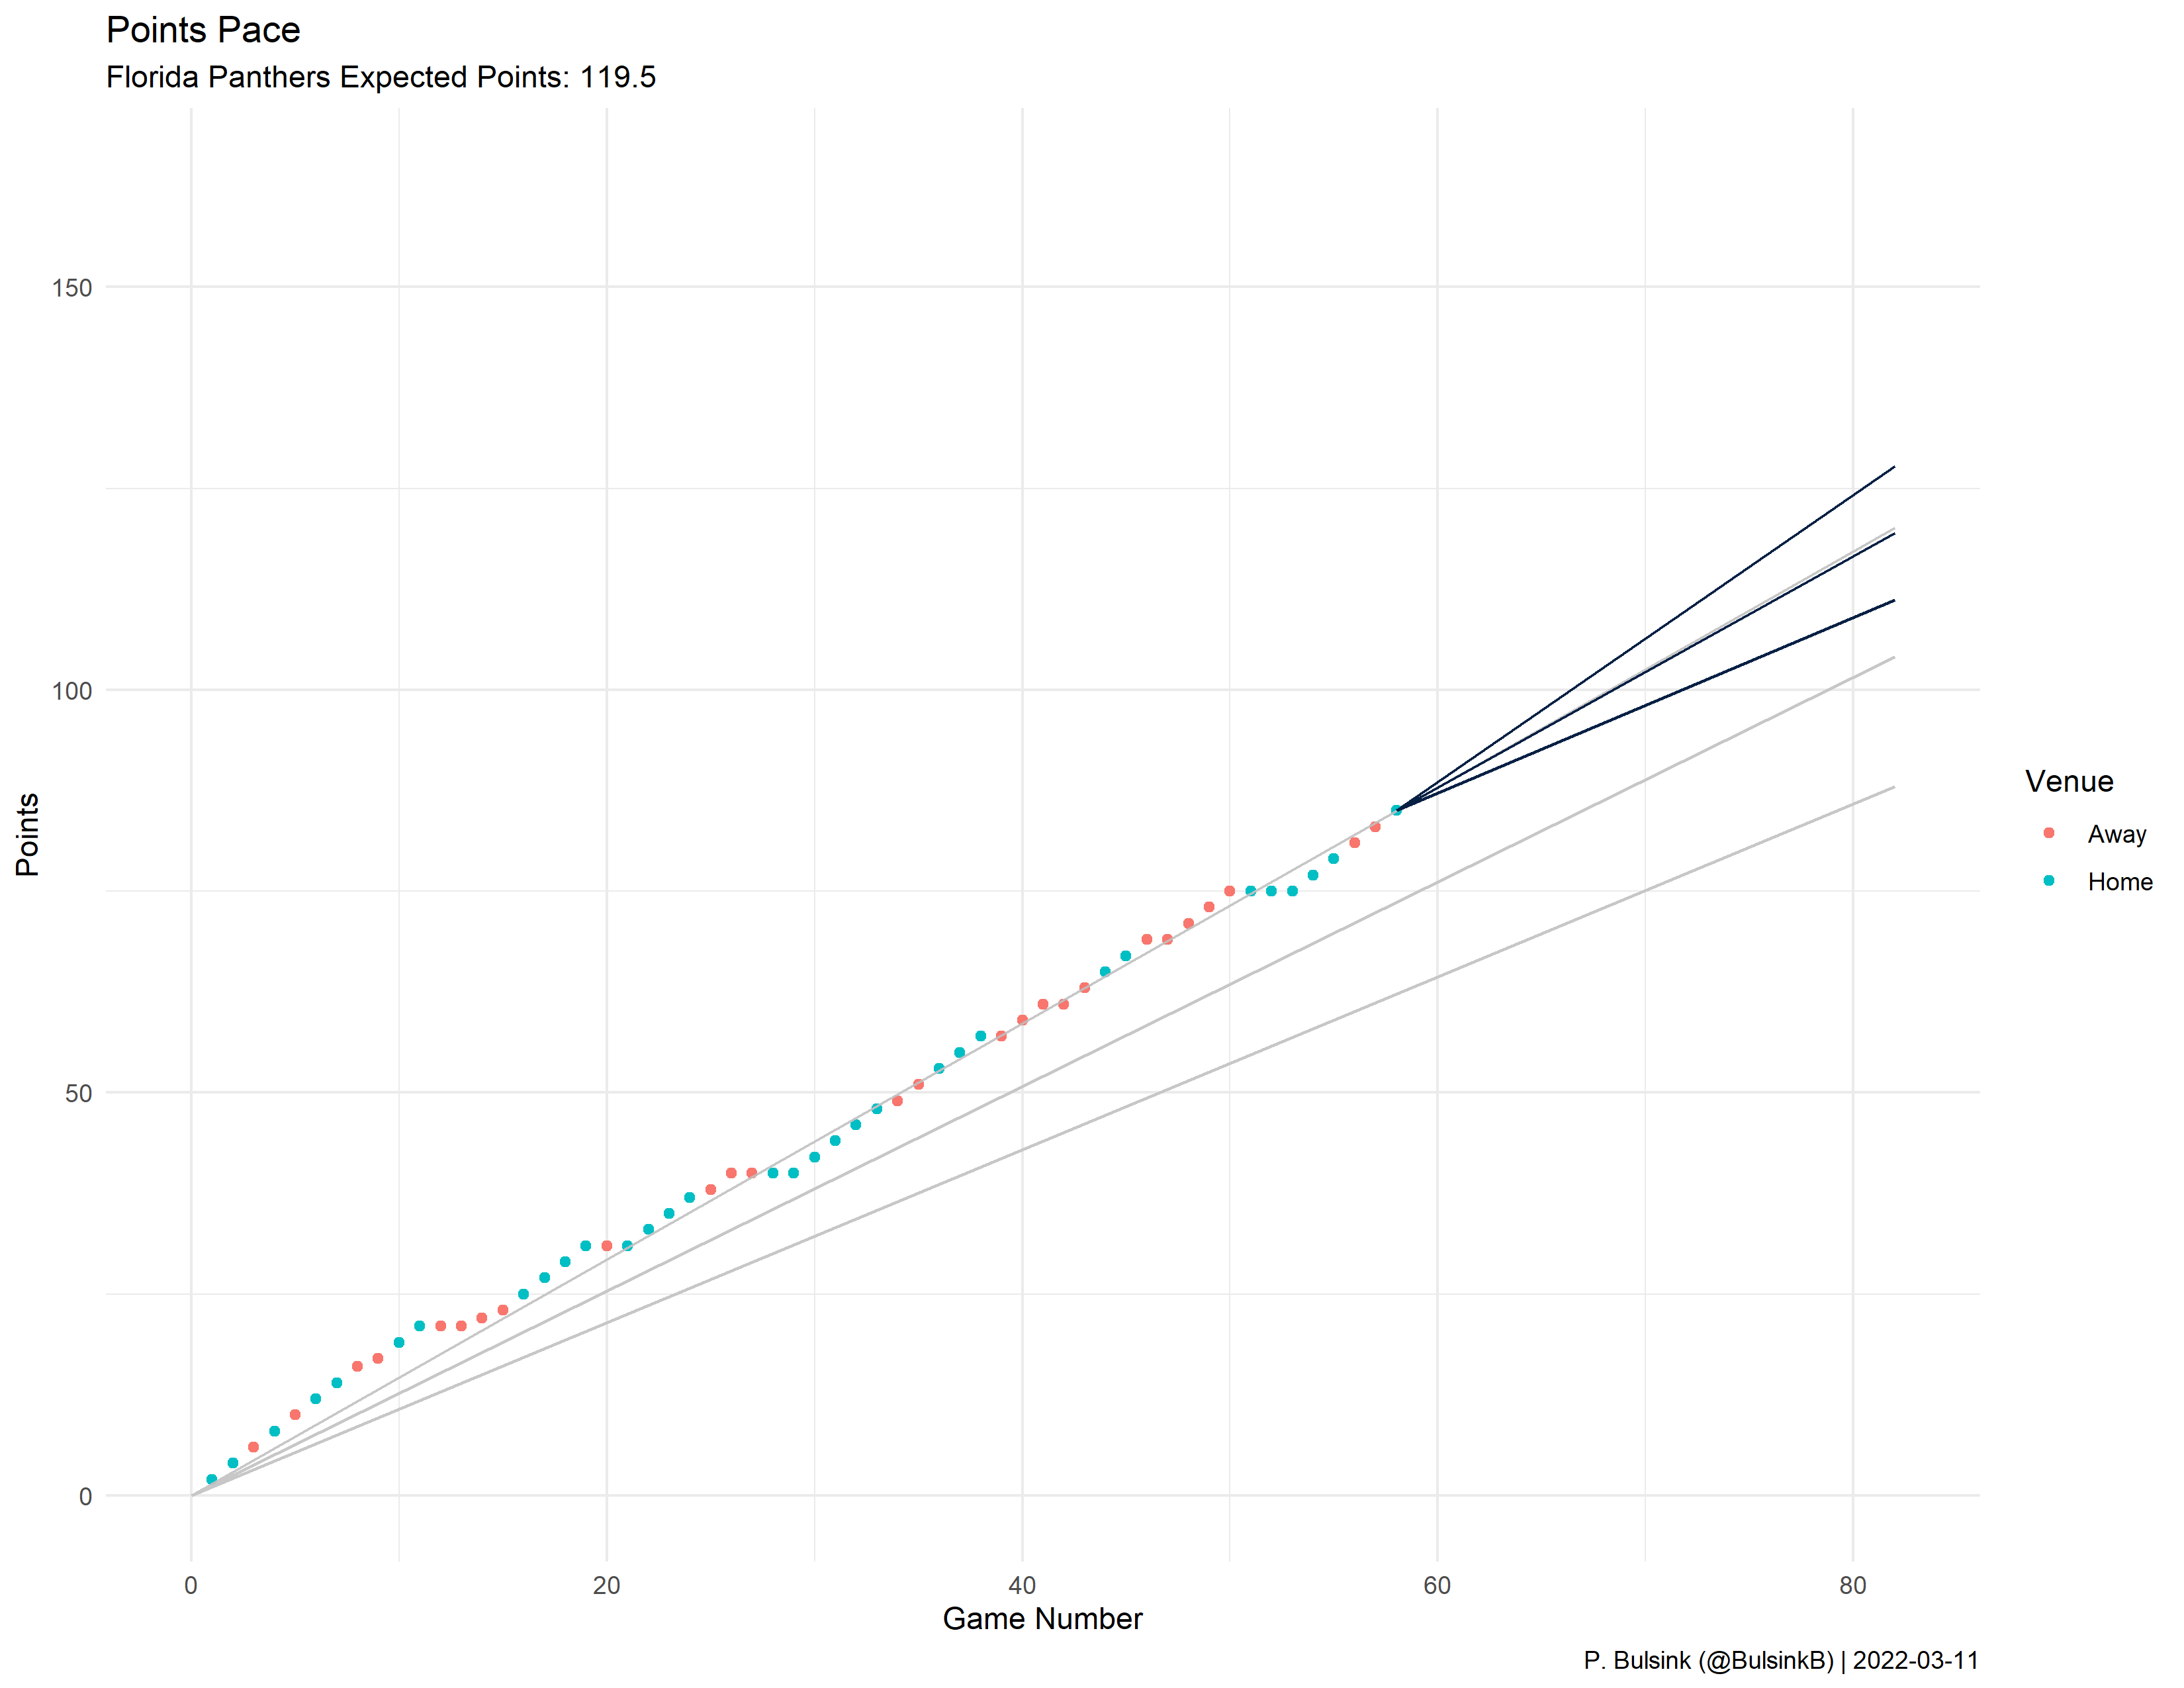 Points Pace
Florida Panthers Expected Points: 119.5
150
100
50
0
Points
0 20 40 60 80
Game Number
Venue
Away
Home
P. Bulsink (@BulsinkB) | 2022-03-11